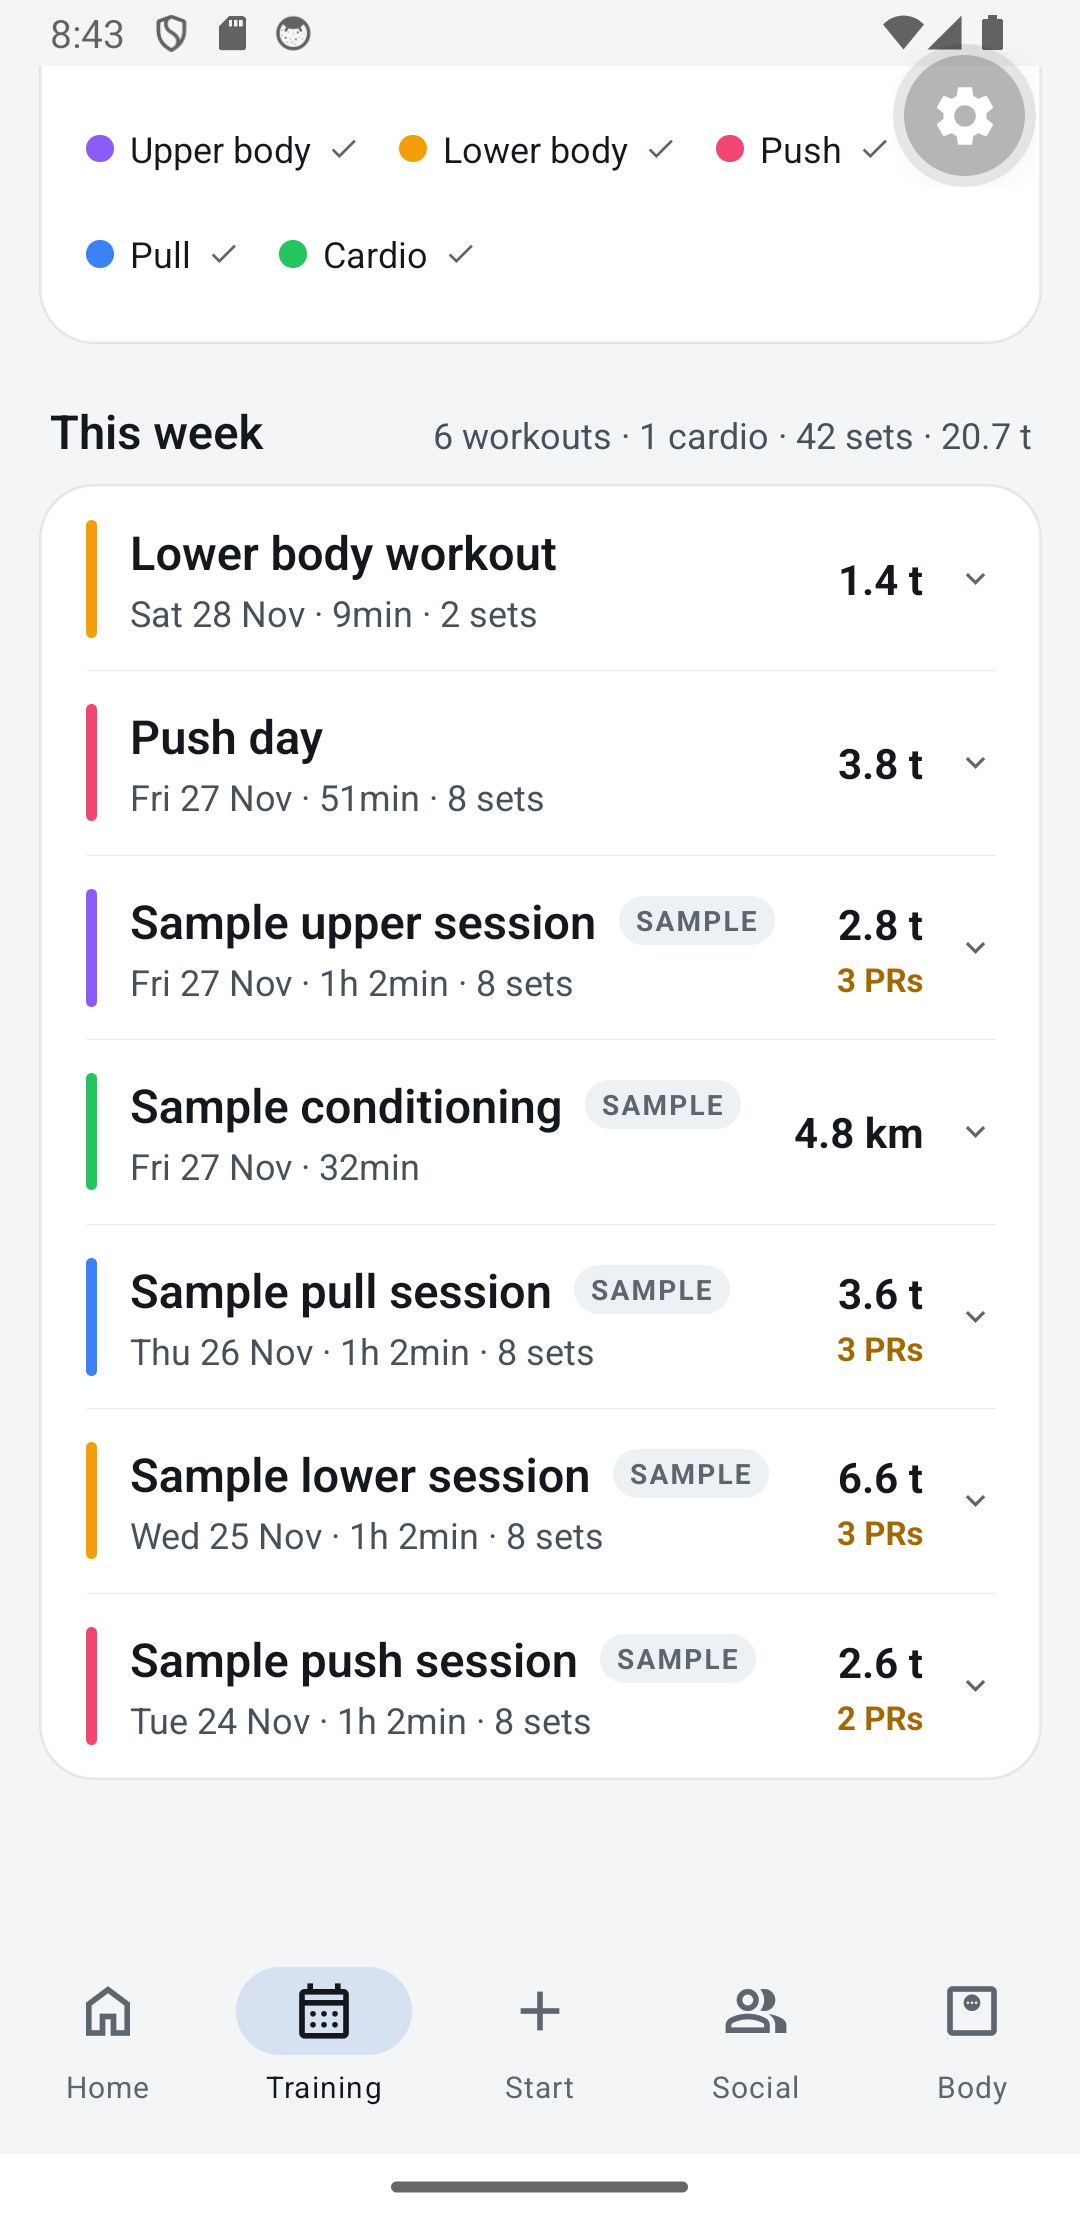 8:43
Upper body ✓ Lower body ✓ Push ✓
Pull ✓ Cardio ✓
This week 6 workouts · 1 cardio · 42 sets · 20.7 t
Lower body workout
1.4 t
Sat 28 Nov · 9min · 2 sets
Push day
3.8 t
Fri 27 Nov · 51min · 8 sets
Sample upper session SAMPLE 2.8 t
Fri 27 Nov · 1h 2min · 8 sets 3 PRs
Sample conditioning SAMPLE
4.8 km
Fri 27 Nov · 32min
Sample pull session SAMPLE 3.6 t
Thu 26 Nov · 1h 2min · 8 sets 3 PRs
Sample lower session SAMPLE 6.6 t
Wed 25 Nov · 1h 2min · 8 sets 3 PRs
Sample push session SAMPLE 2.6 t
Tue 24 Nov · 1h 2min · 8 sets 2 PRs
Home Training Start Social Body